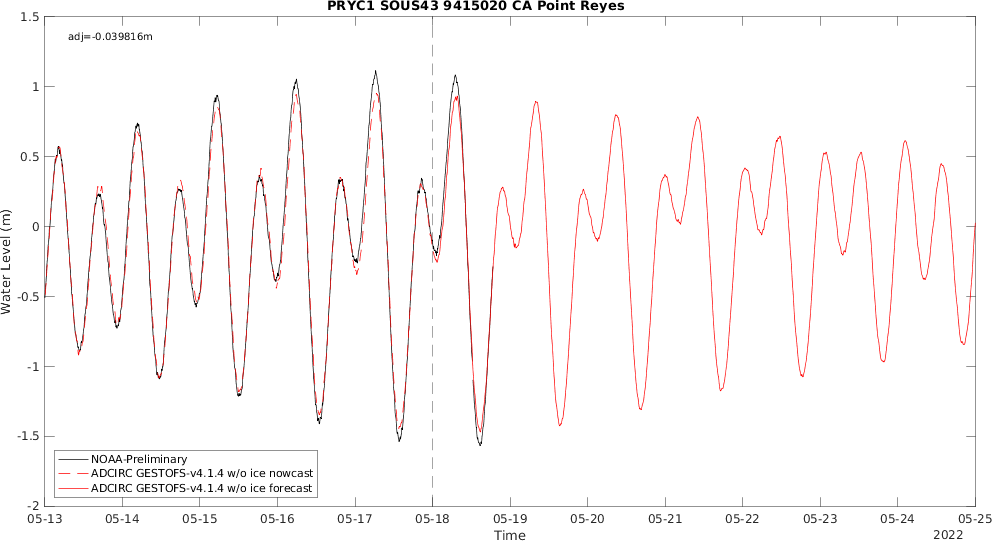 PRYC1 SOUS43 9415020 CA Point Reyes
adj=-0.039816m
1.5
1
0.5
0
-0.5
-1
-1.5
-2
Water Level (m)
NOAA-Preliminary
ADCIRC GESTOFS-v4.1.4 w/o ice nowcast
ADCIRC GESTOFS-v4.1.4 w/o ice forecast
05-13 05-14 05-15 05-16 05-17 05-18 05-19 05-20 05-21 05-22 05-23 05-24 05-25
Time
2022